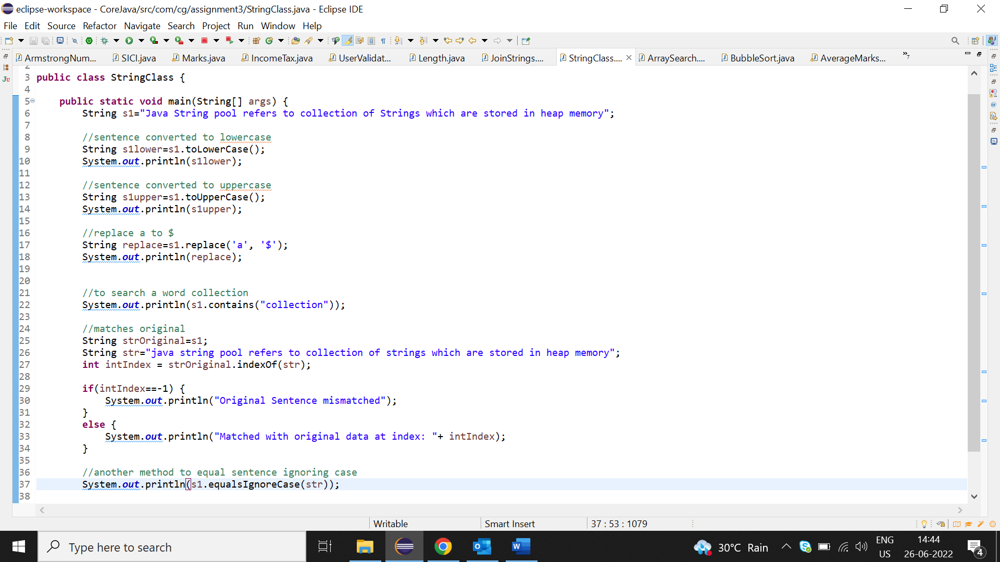 eclipse-workspace - CoreJava/src/com/cg/assignment3/StringClass.java - Eclipse IDE
File Edit Source Refactor Navigate Search Project Run Window Help
ArmstrongNum... SICI.java Marks.java IncomeTax.java UserValidat... Length.java JoinStrings.... StringClass.... ArraySearch.... BubbleSort.java AverageMarks... »7
2
3 public class StringClass {
4
5 public static void main(String[] args) {
6 String s1="Java String pool refers to collection of Strings which are stored in heap memory";
7
8 //sentence converted to lowercase
9 String s1lower=s1.toLowerCase();
10 System.out.println(s1lower);
11
12 //sentence converted to uppercase
13 String s1upper=s1.toUpperCase();
14 System.out.println(s1upper);
15
16 //replace a to $
17 String replace=s1.replace('a', '$');
18 System.out.println(replace);
19
20
21 //to search a word collection
22 System.out.println(s1.contains("collection"));
23
24 //matches original
25 String strOriginal=s1;
26 String str="java string pool refers to collection of strings which are stored in heap memory";
27 int intIndex = strOriginal.indexOf(str);
28
29 if(intIndex==-1) {
30 System.out.println("Original Sentence mismatched");
31 }
32 else {
33 System.out.println("Matched with original data at index: "+ intIndex);
34 }
35
36 //another method to equal sentence ignoring case
37 System.out.println(s1.equalsIgnoreCase(str));
38
Writable Smart Insert 37 : 53 : 1079
Type here to search
30°C Rain
ENG
US
14:44
26-06-2022
4